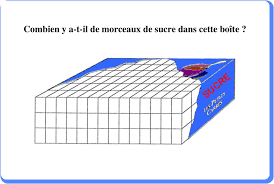 Combien y a-t-il de morceaux de sucre dans cette boîte ?
SUCRE